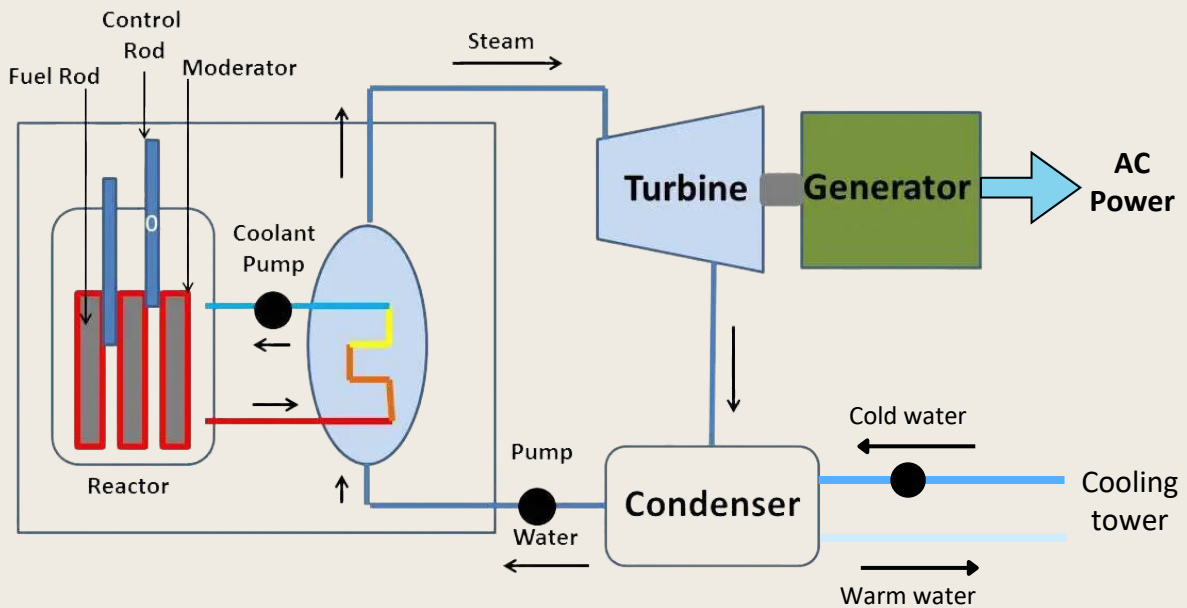 Control
Rod
Fuel Rod
Moderator
Steam
0
Coolant
Pump
Reactor
Turbine
Generator
AC
Power
Pump
Water
Condenser
Cold water
Cooling
tower
Warm water